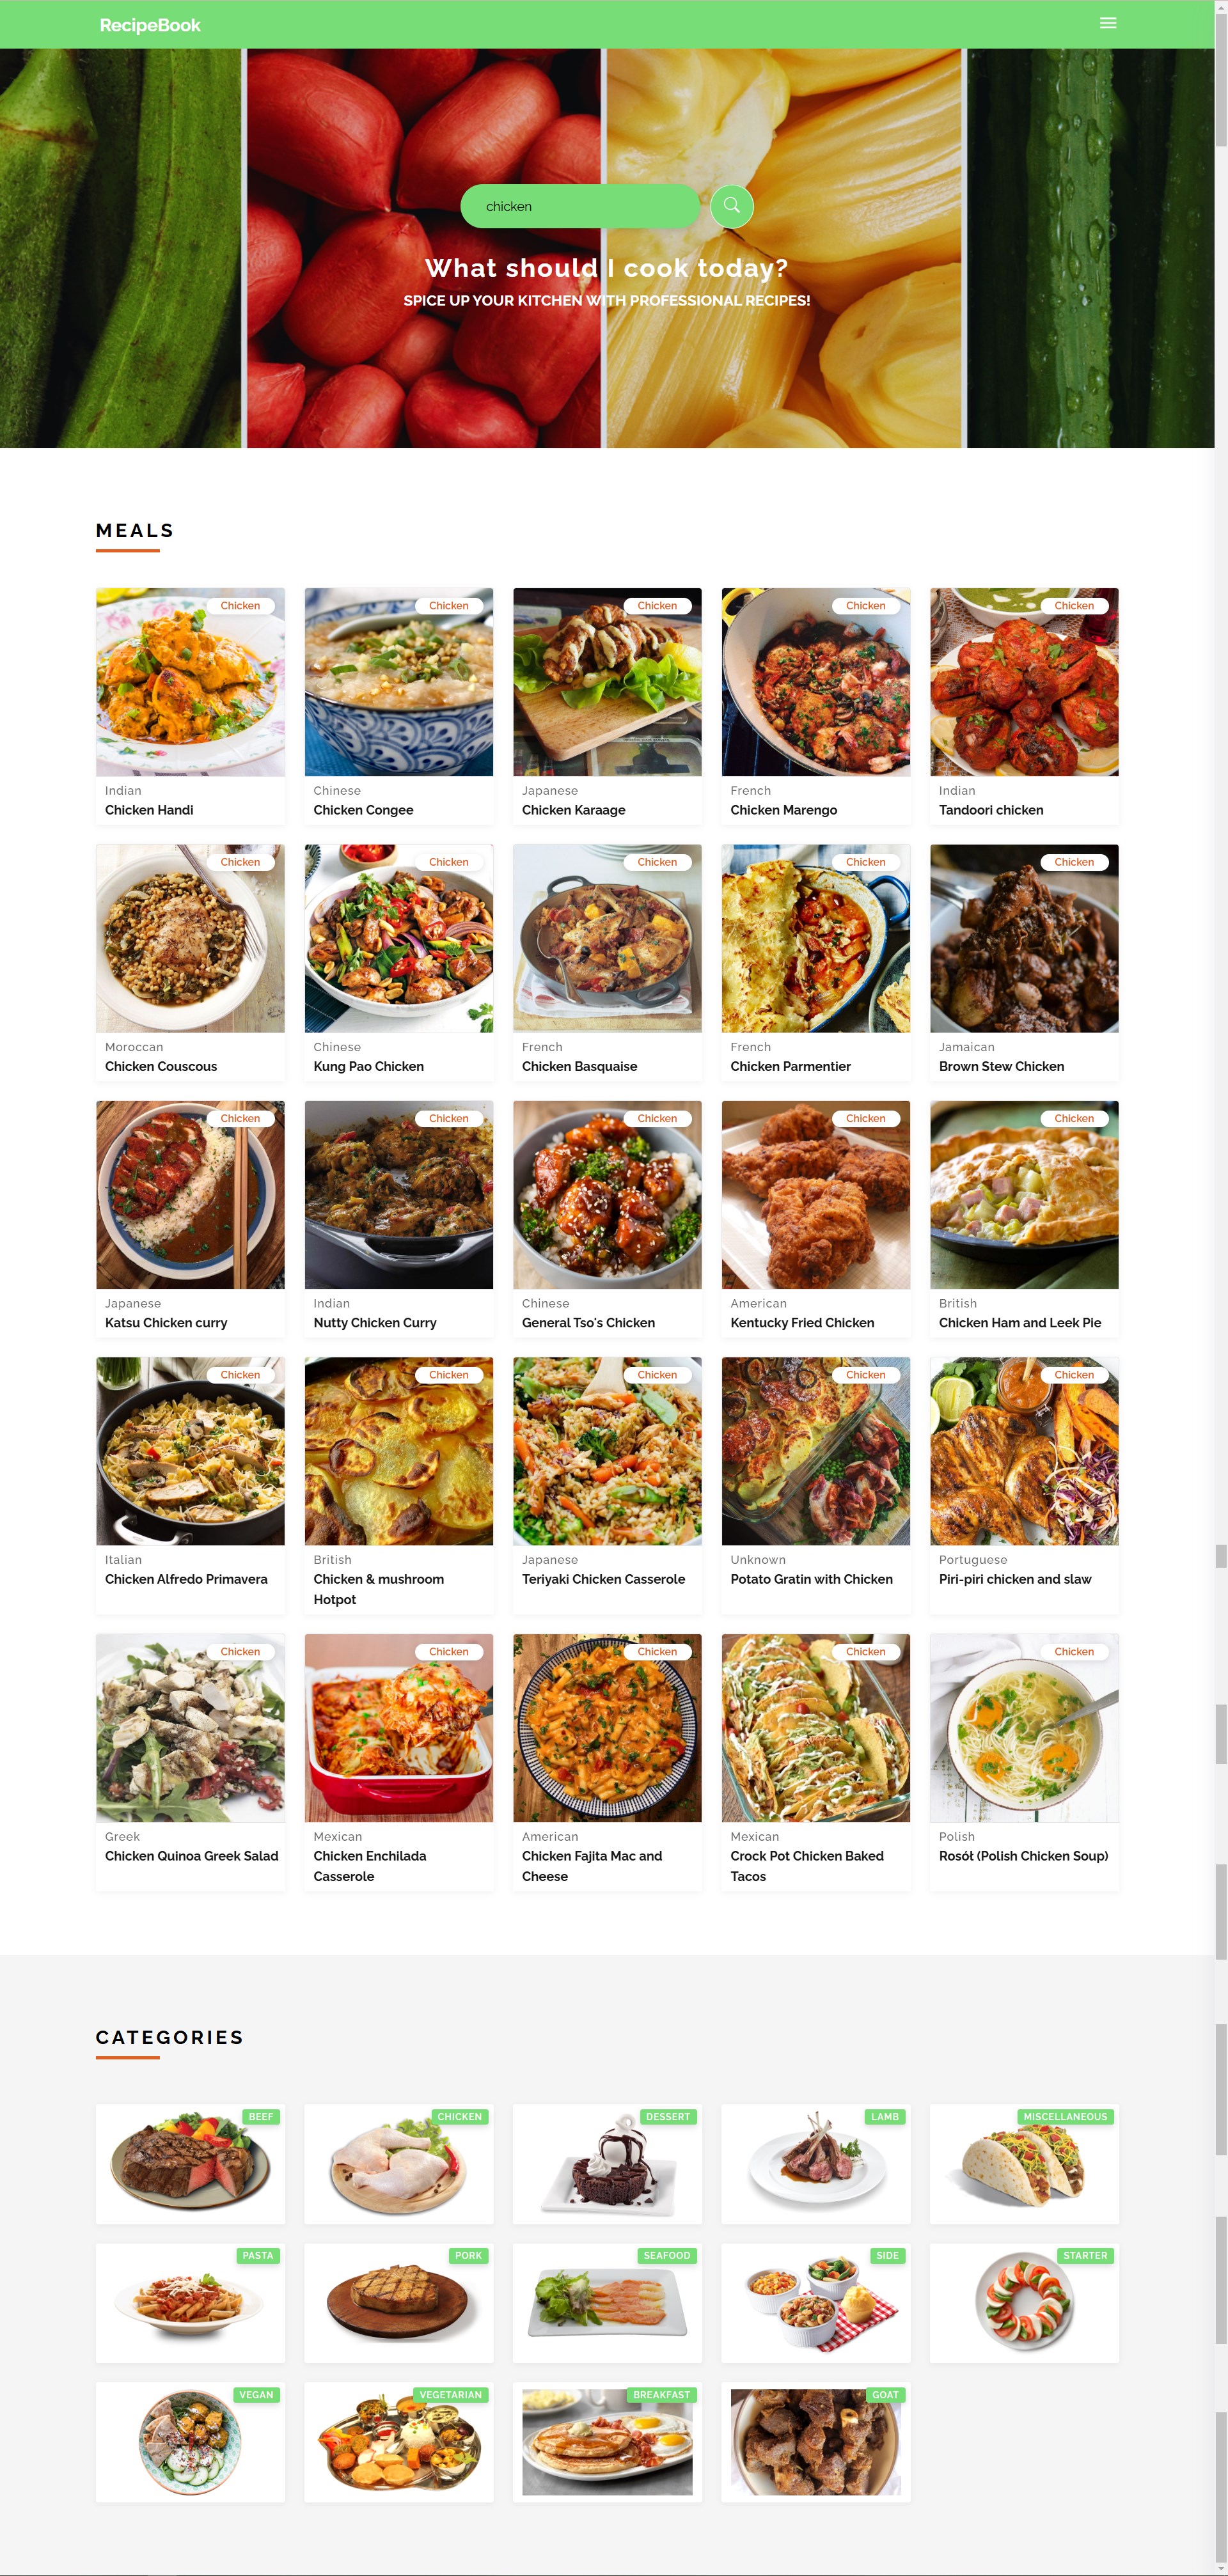 RecipeBook
chicken
What should I cook today?
SPICE UP YOUR KITCHEN WITH PROFESSIONAL RECIPES!
MEALS
Chicken
Indian
Chicken Handi
Chicken
Chinese
Chicken Congee
Chicken
Japanese
Chicken Karaage
Chicken
French
Chicken Marengo
Chicken
Indian
Tandoori chicken
Chicken
Moroccan
Chicken Couscous
Chicken
Chinese
Kung Pao Chicken
Chicken
French
Chicken Basquaise
Chicken
French
Chicken Parmentier
Chicken
Jamaican
Brown Stew Chicken
Chicken
Japanese
Katsu Chicken curry
Chicken
Indian
Nutty Chicken Curry
Chicken
Chinese
General Tso's Chicken
Chicken
American
Kentucky Fried Chicken
Chicken
British
Chicken Ham and Leek Pie
Chicken
Italian
Chicken Alfredo Primavera
Chicken
British
Chicken & mushroom
Hotpot
Chicken
Japanese
Teriyaki Chicken Casserole
Chicken
Unknown
Potato Gratin with Chicken
Chicken
Portuguese
Piri-piri chicken and slaw
Chicken
Greek
Chicken Quinoa Greek Salad
Chicken
Mexican
Chicken Enchilada
Casserole
Chicken
American
Chicken Fajita Mac and
Cheese
Chicken
Mexican
Crock Pot Chicken Baked
Tacos
Chicken
Polish
Rosół (Polish Chicken Soup)
CATEGORIES
BEEF
CHICKEN
DESSERT
LAMB
MISCELLANEOUS
PASTA
PORK
SEAFOOD
SIDE
STARTER
VEGAN
VEGETARIAN
BREAKFAST
GOAT